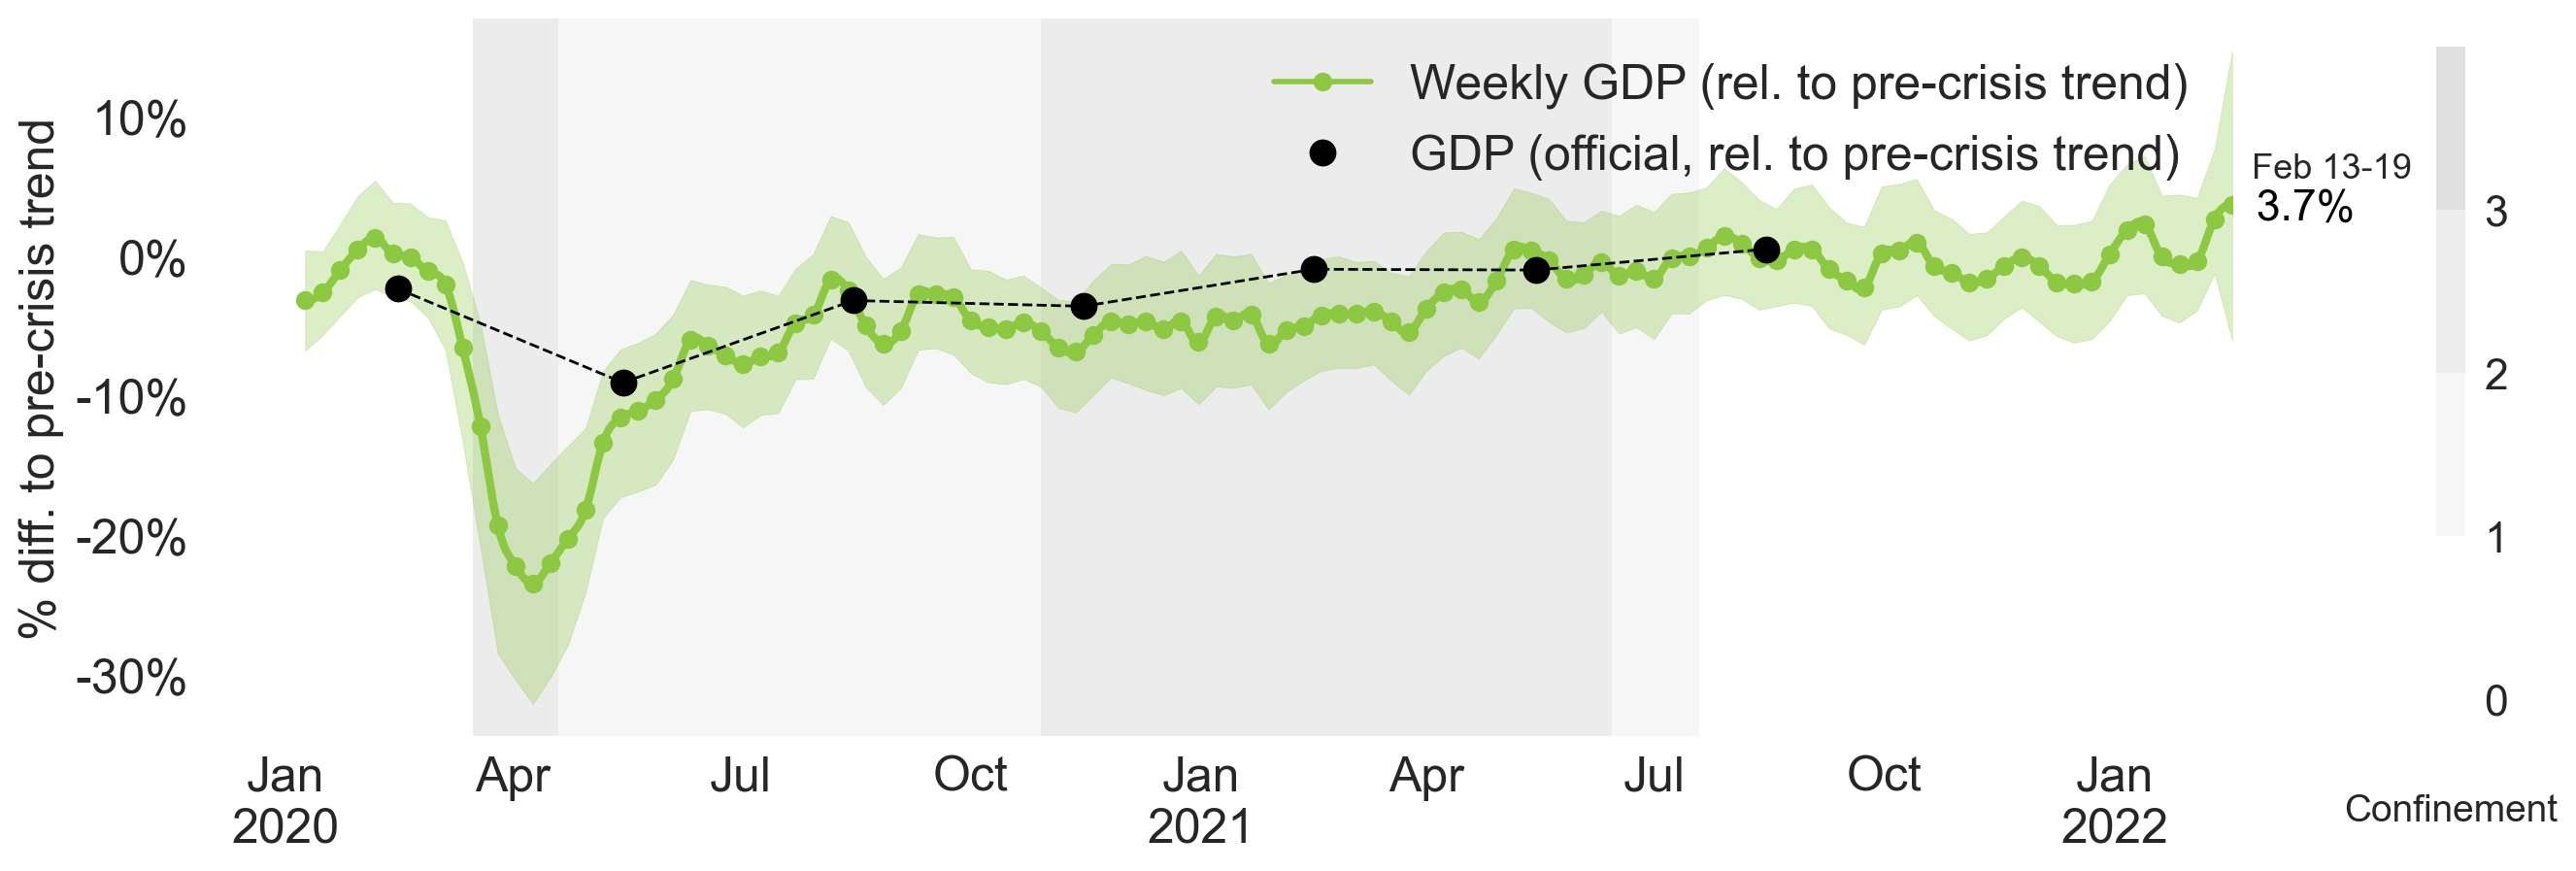 Weekly GDP (rel. to pre-crisis trend)
GDP (official, rel. to pre-crisis trend)
% diff. to pre-crisis trend
10%
0%
-10%
-20%
-30%
Feb 13-19
3.7%
3
2
1
0
Confinement
Jan Apr Jul Oct Jan Apr Jul Oct Jan
2020 2021 2022